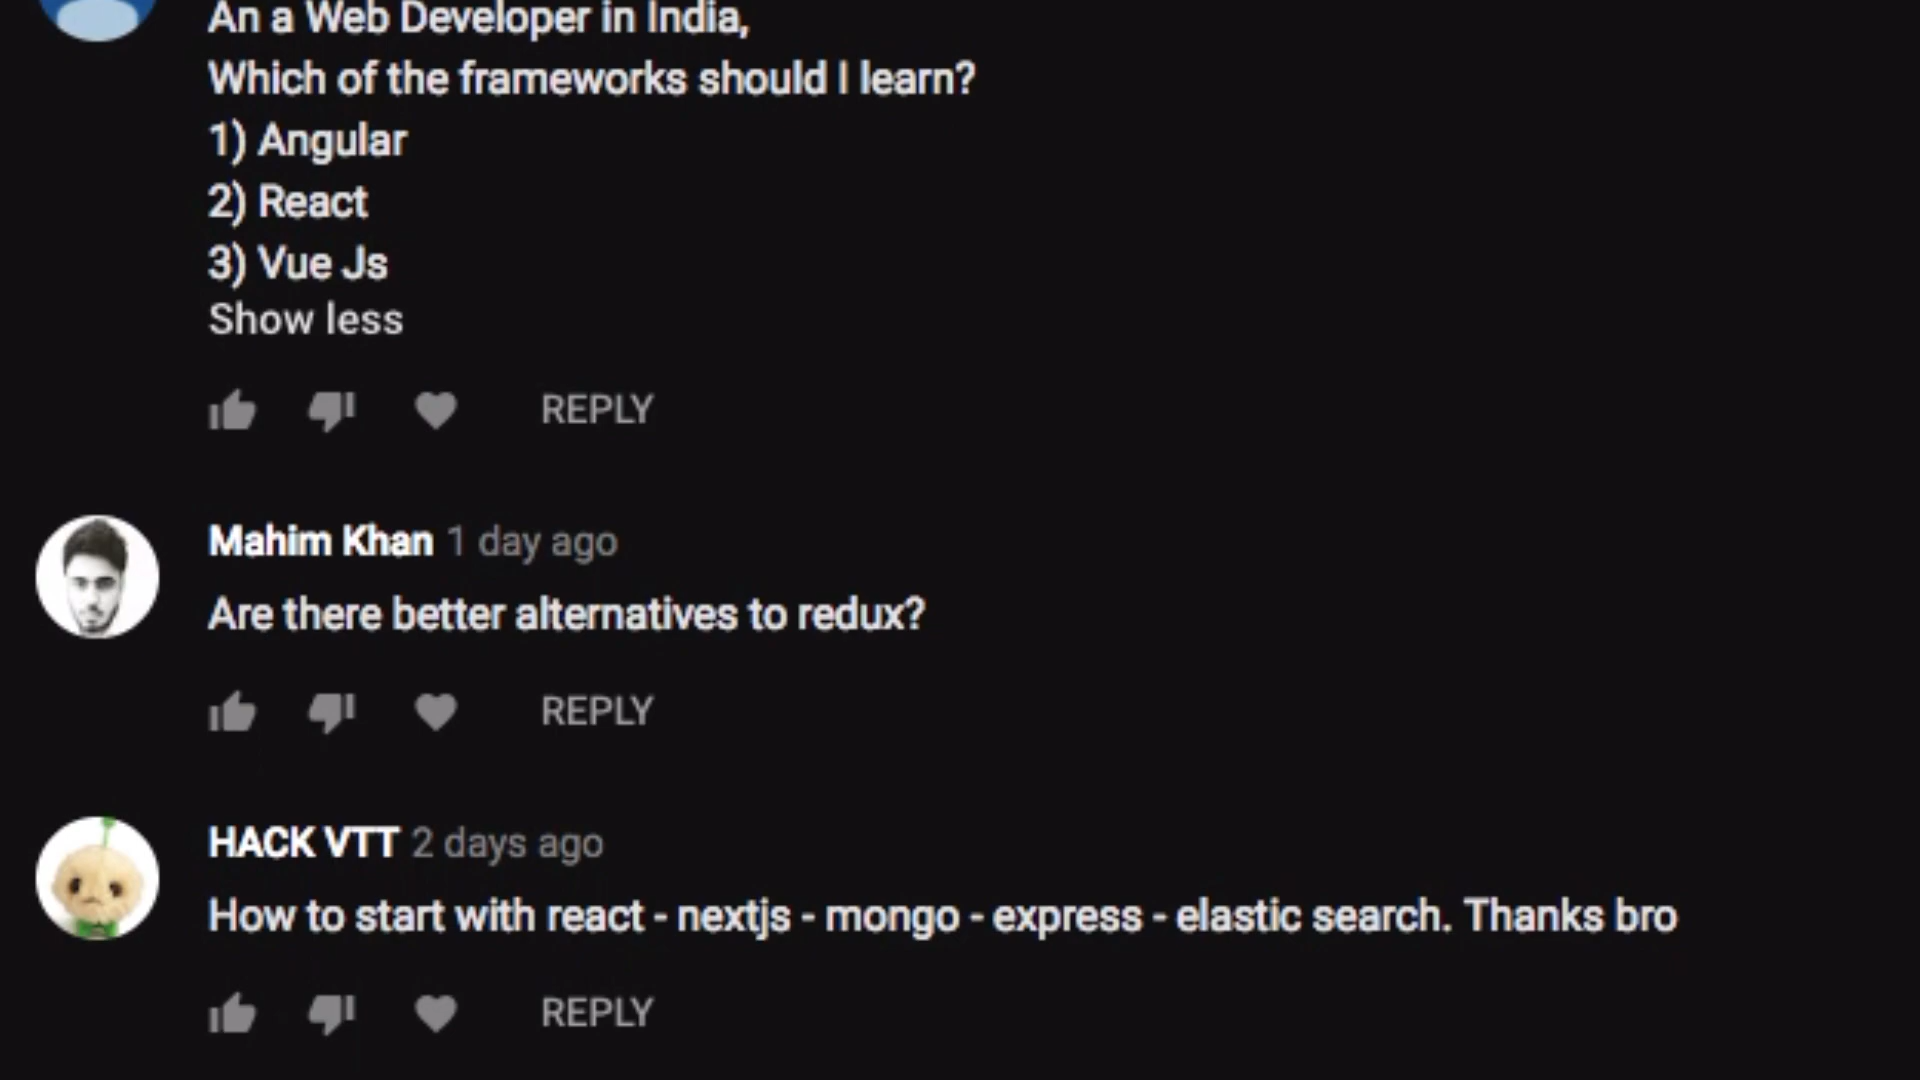 An a Web Developer in India,
Which of the frameworks should I learn?
1) Angular
2) React
3) Vue Js
Show less
REPLY
Mahim Khan 1 day ago
Are there better alternatives to redux?
REPLY
HACK VTT 2 days ago
How to start with react - nextjs - mongo - express - elastic search. Thanks bro
REPLY